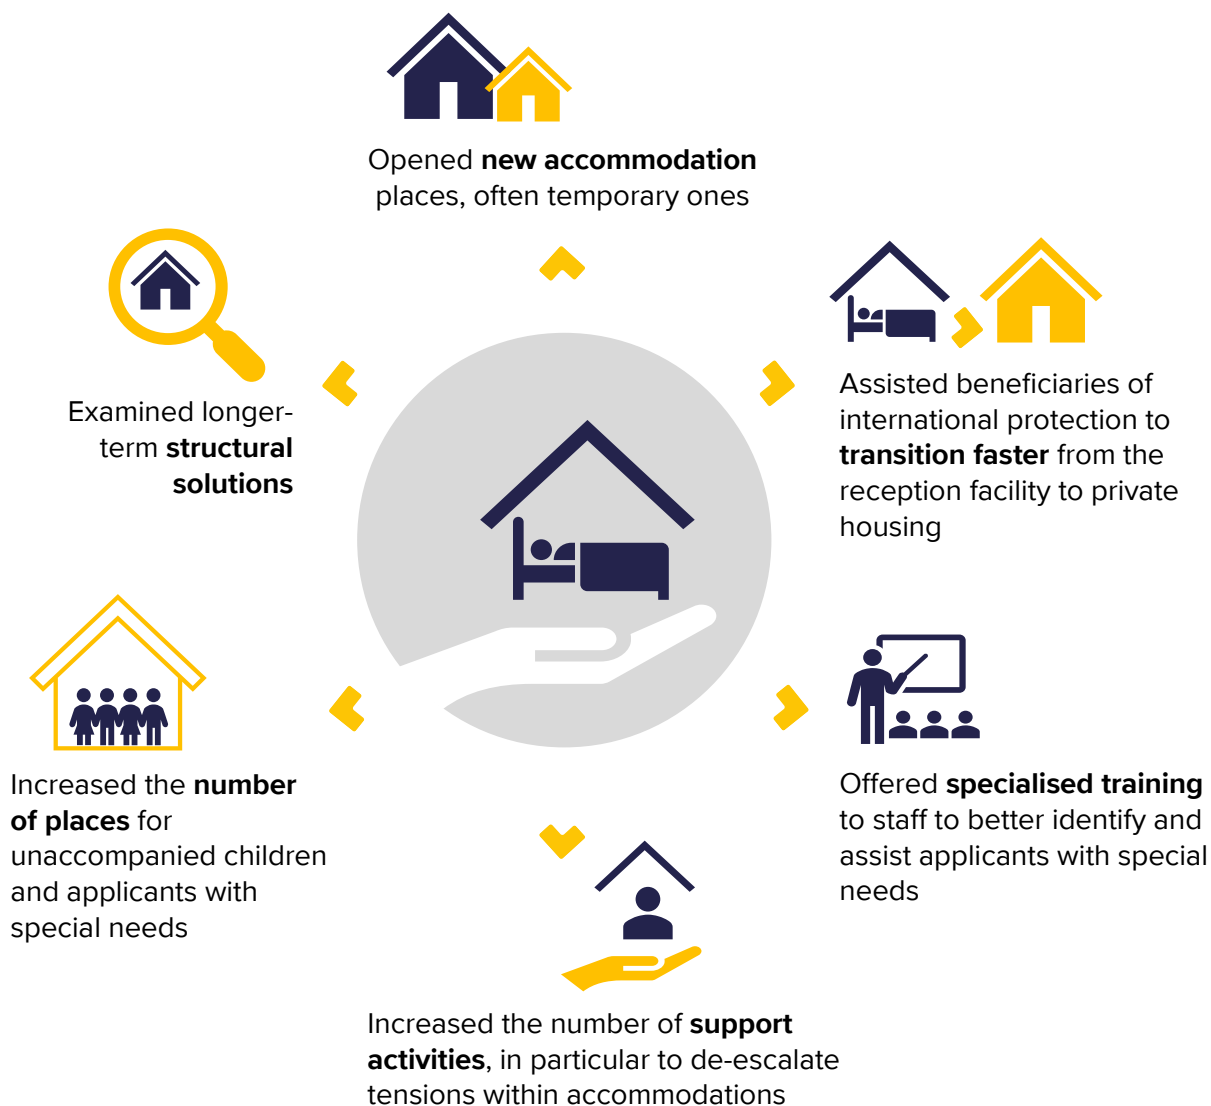 Opened new accommodation
places, often temporary ones
Assisted beneficiaries of
international protection to
transition faster from the
reception facility to private
housing
Offered specialised training
to staff to better identify and
assist applicants with special
needs
Increased the number of support
activities, in particular to de-escalate
tensions within accommodations
Increased the number
of places for
unaccompanied children
and applicants with
special needs
Examined longer-
term structural
solutions